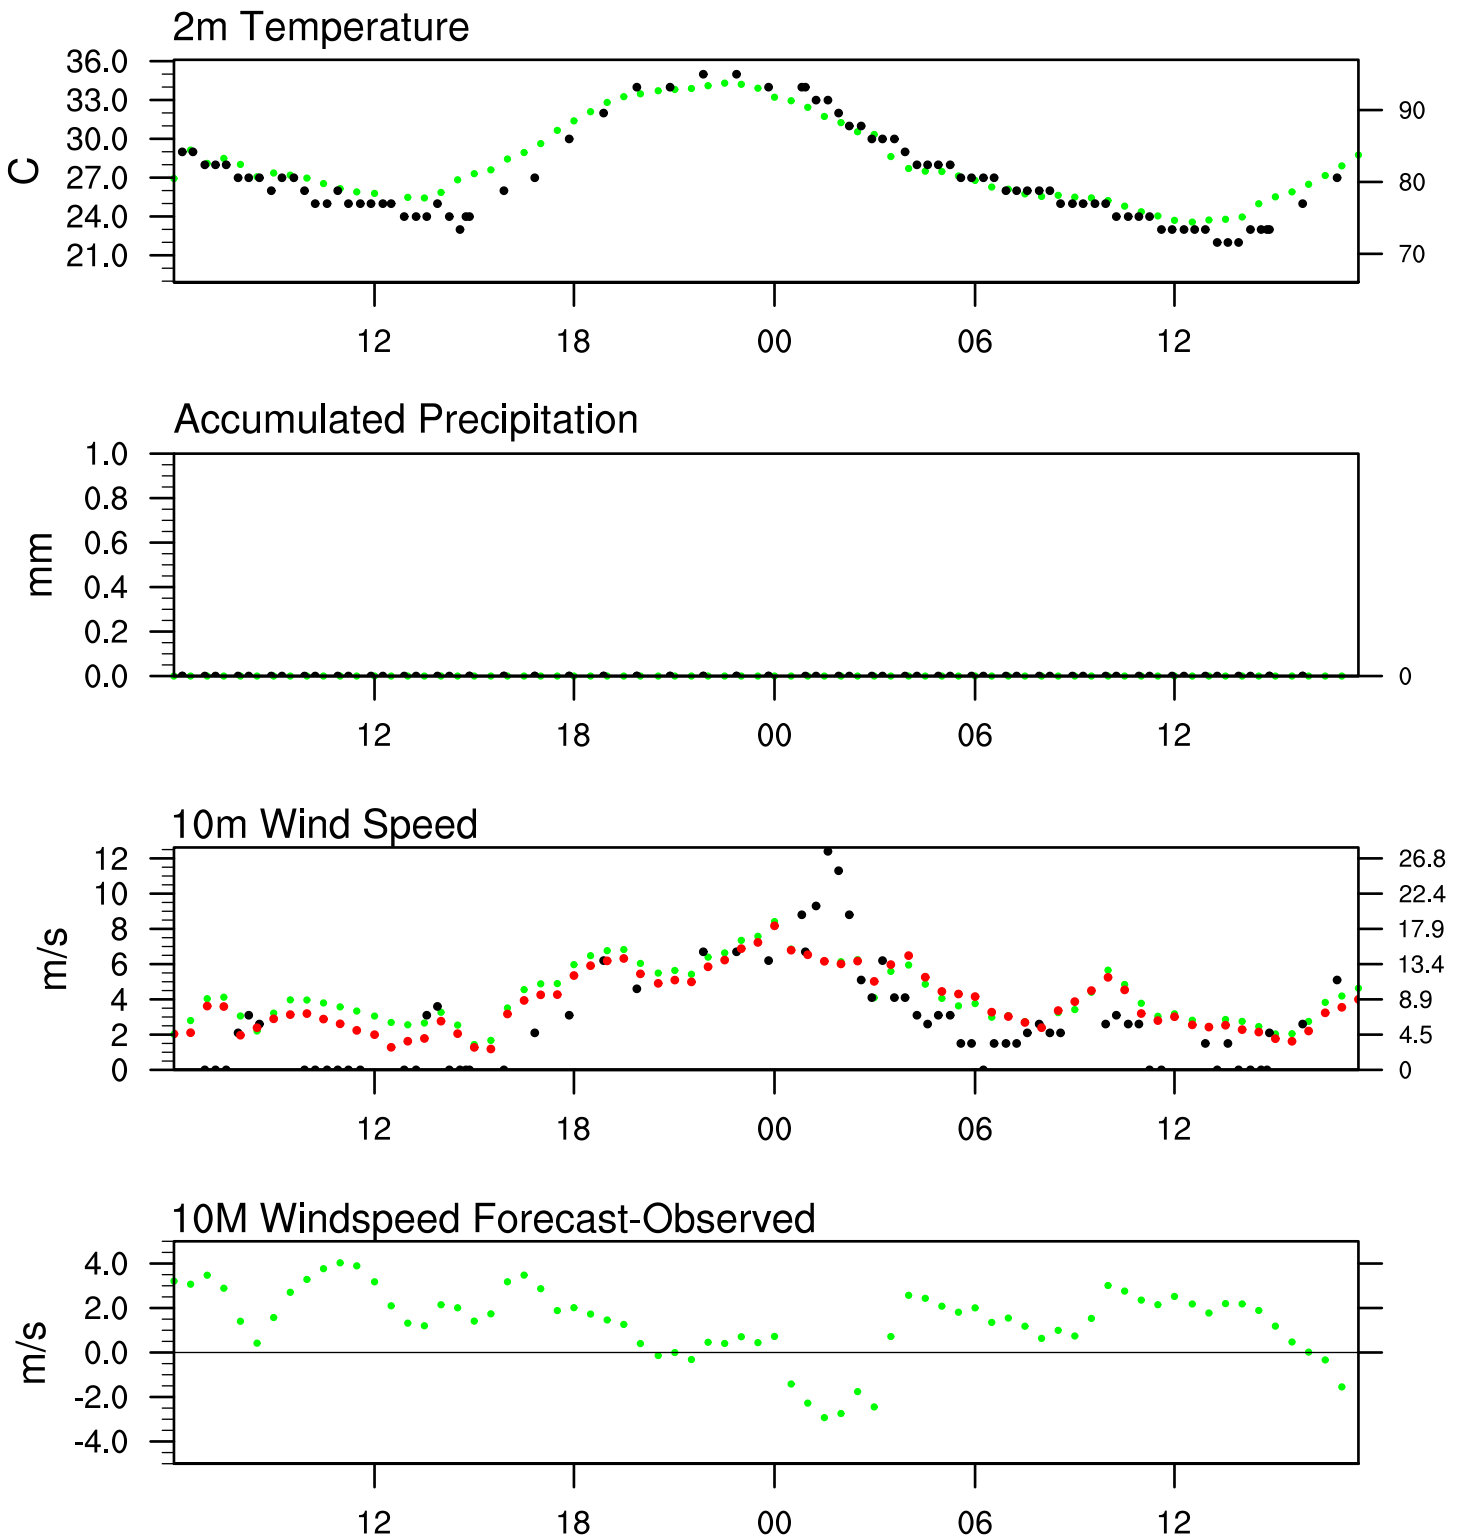 2m Temperature
36.0
33.0
30.0
27.0
24.0
21.0
C
90
80
70
12 18 00 06 12
Accumulated Precipitation
1.0
0.8
0.6
0.4
0.2
0.0
mm
0
12 18 00 06 12
10m Wind Speed
12
10
8
6
4
2
0
m/s
26.8
22.4
17.9
13.4
8.9
4.5
0
12 18 00 06 12
10M Windspeed Forecast-Observed
4.0
2.0
0.0
-2.0
-4.0
m/s
12 18 00 06 12